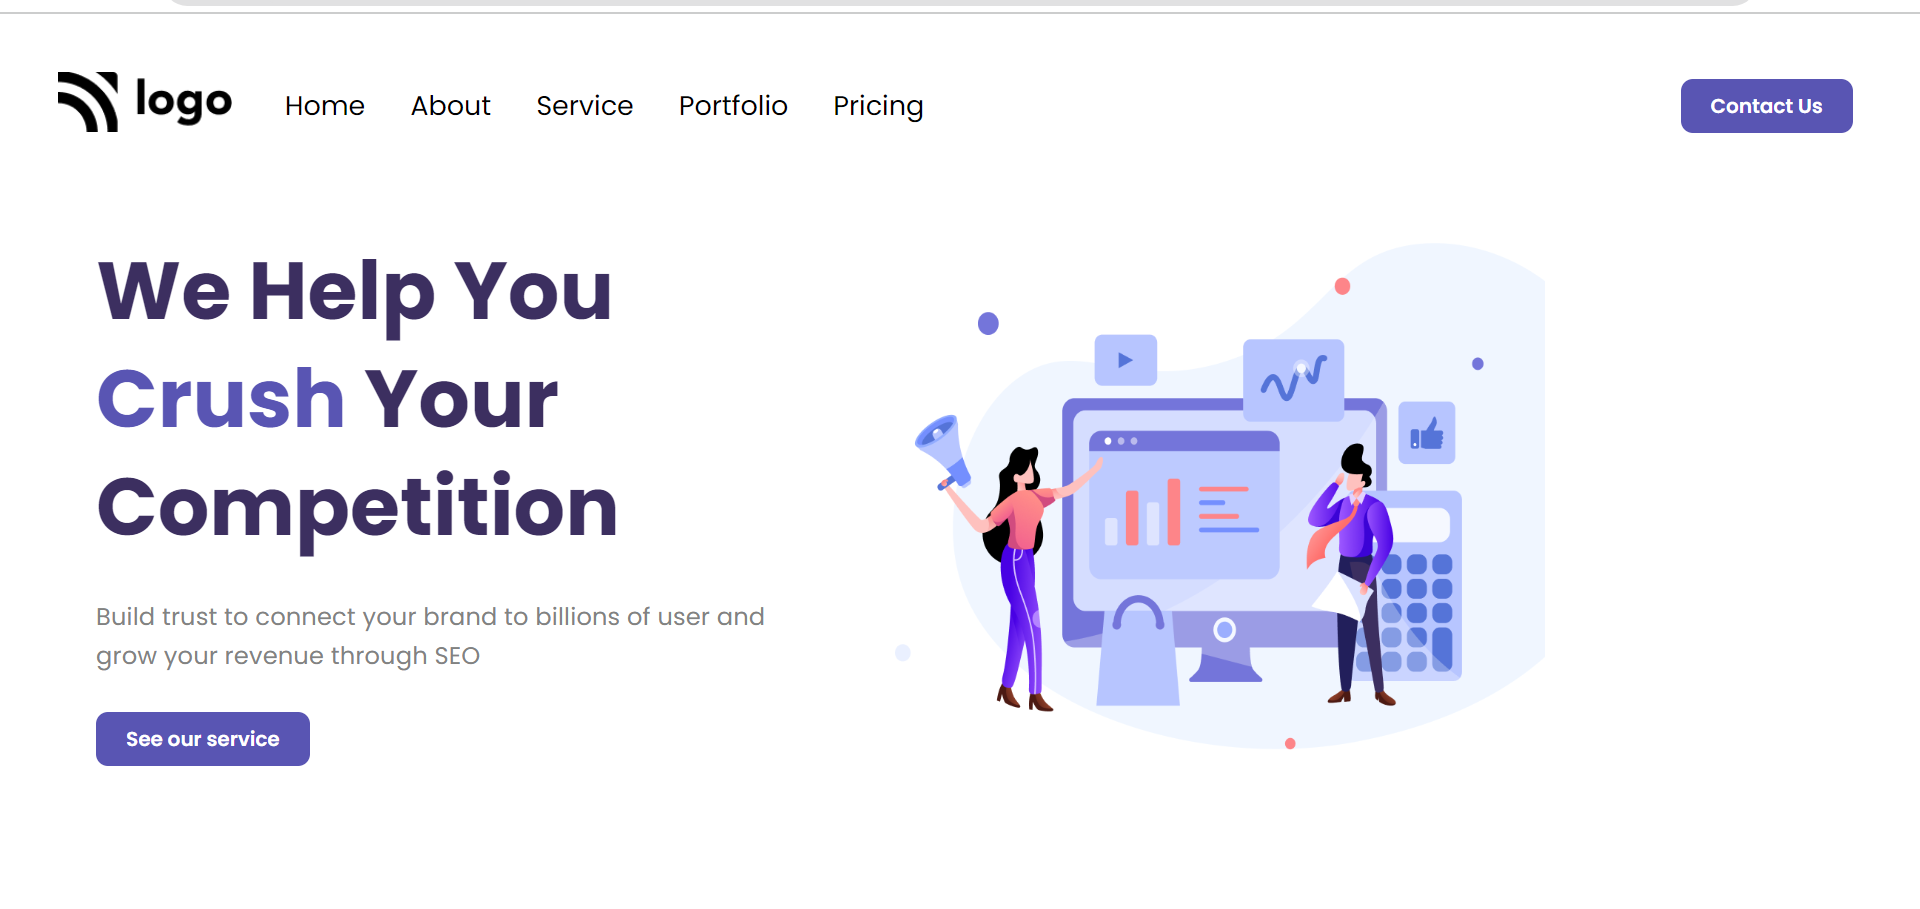 logo Home About Service Portfolio Pricing Contact Us
We Help You
Crush Your
Competition
Build trust to connect your brand to billions of user and
grow your revenue through SEO
See our service